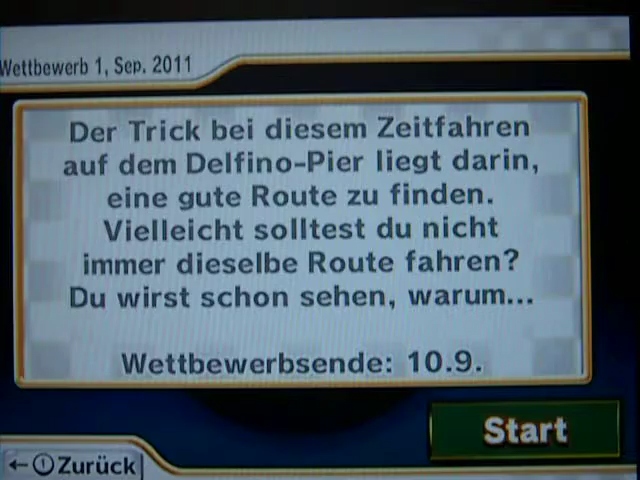 Wettbewerb 1, Sep. 2011
Der Trick bei diesem Zeitfahren
auf dem Delfino-Pier liegt darin,
eine gute Route zu finden.
Vielleicht solltest du nicht
immer dieselbe Route fahren?
Du wirst schon sehen, warum...
Wettbewerbsende: 10.9.
Start
←①Zurück